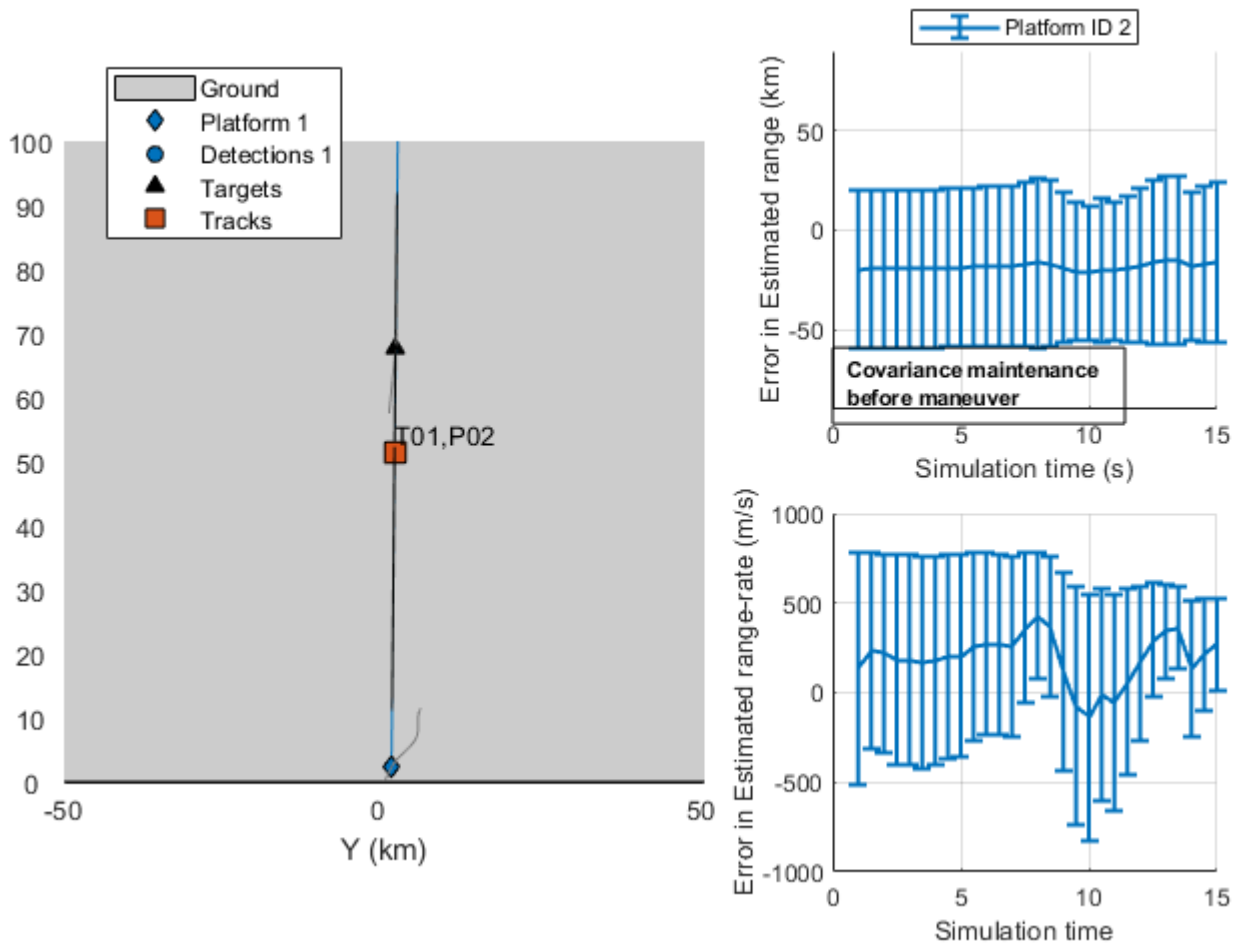 Ground
Platform 1
Detections 1
Targets
Tracks
100
90
80
70
60
50
40
30
20
10
0
T01,P02
-50
0
50
Y (km)
Platform ID 2
Error in Estimated range (km)
50
0
-50
Covariance maintenance
before maneuver
0
5
10
15
Simulation time (s)
Error in Estimated range-rate (m/s)
1000
500
0
-500
-1000
0
5
10
15
Simulation time